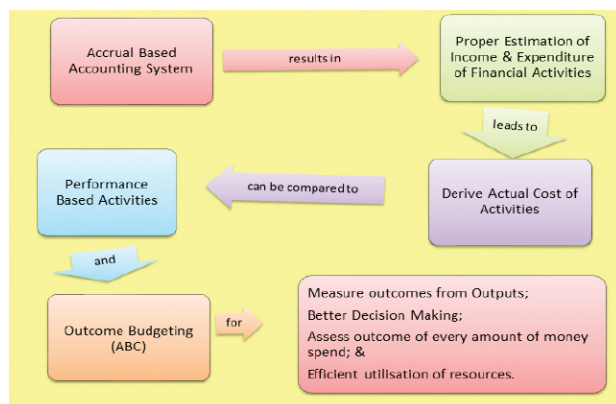 Accrual Based
Accounting System
results in
Proper Estimation of
Income & Expenditure
of Financial Activities
leads to
Derive Actual Cost of
Activities
can be compared to
Performance
Based Activities
and
Outcome Budgeting
(ABC)
for
Measure outcomes from Outputs;
Better Decision Making;
Assess outcome of every amount of money
spend; &
Efficient utilisation of resources.